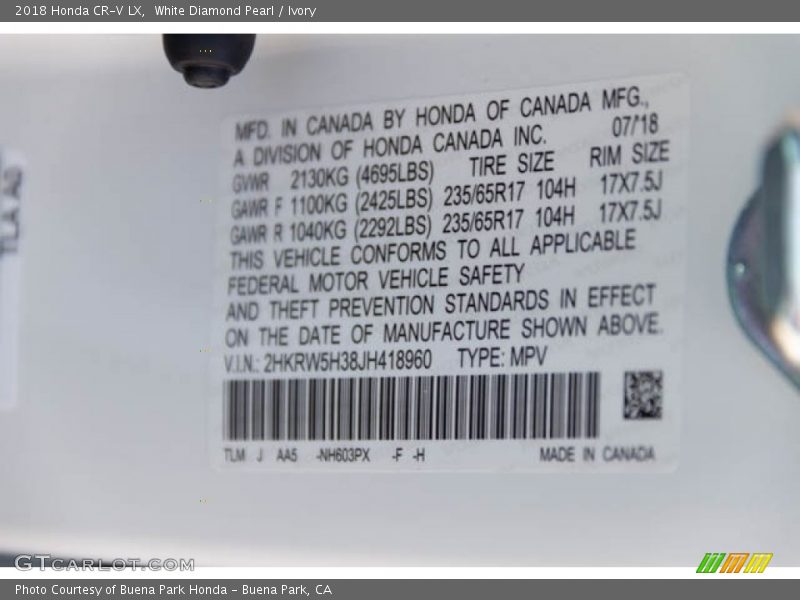 2018 Honda CR-V LX,  White Diamond Pearl / Ivory
MFD. IN CANADA BY HONDA OF CANADA MFG.,
A DIVISION OF HONDA CANADA INC. 07/18
GVWR 2130KG (4695LBS) TIRE SIZE RIM SIZE
GAWR F 1100KG (2425LBS) 235/65R17 104H 17X7.5J
GAWR R 1040KG (2292LBS) 235/65R17 104H 17X7.5J
THIS VEHICLE CONFORMS TO ALL APPLICABLE
FEDERAL MOTOR VEHICLE SAFETY
AND THEFT PREVENTION STANDARDS IN EFFECT
ON THE DATE OF MANUFACTURE SHOWN ABOVE.
V.I.N.: 2HKRW5H38JH418960 TYPE: MPV
TLM J AA5 -NH603PX -F -H MADE IN CANADA
TLA A0
GTCARLOT.COM
Photo Courtesy of Buena Park Honda - Buena Park, CA